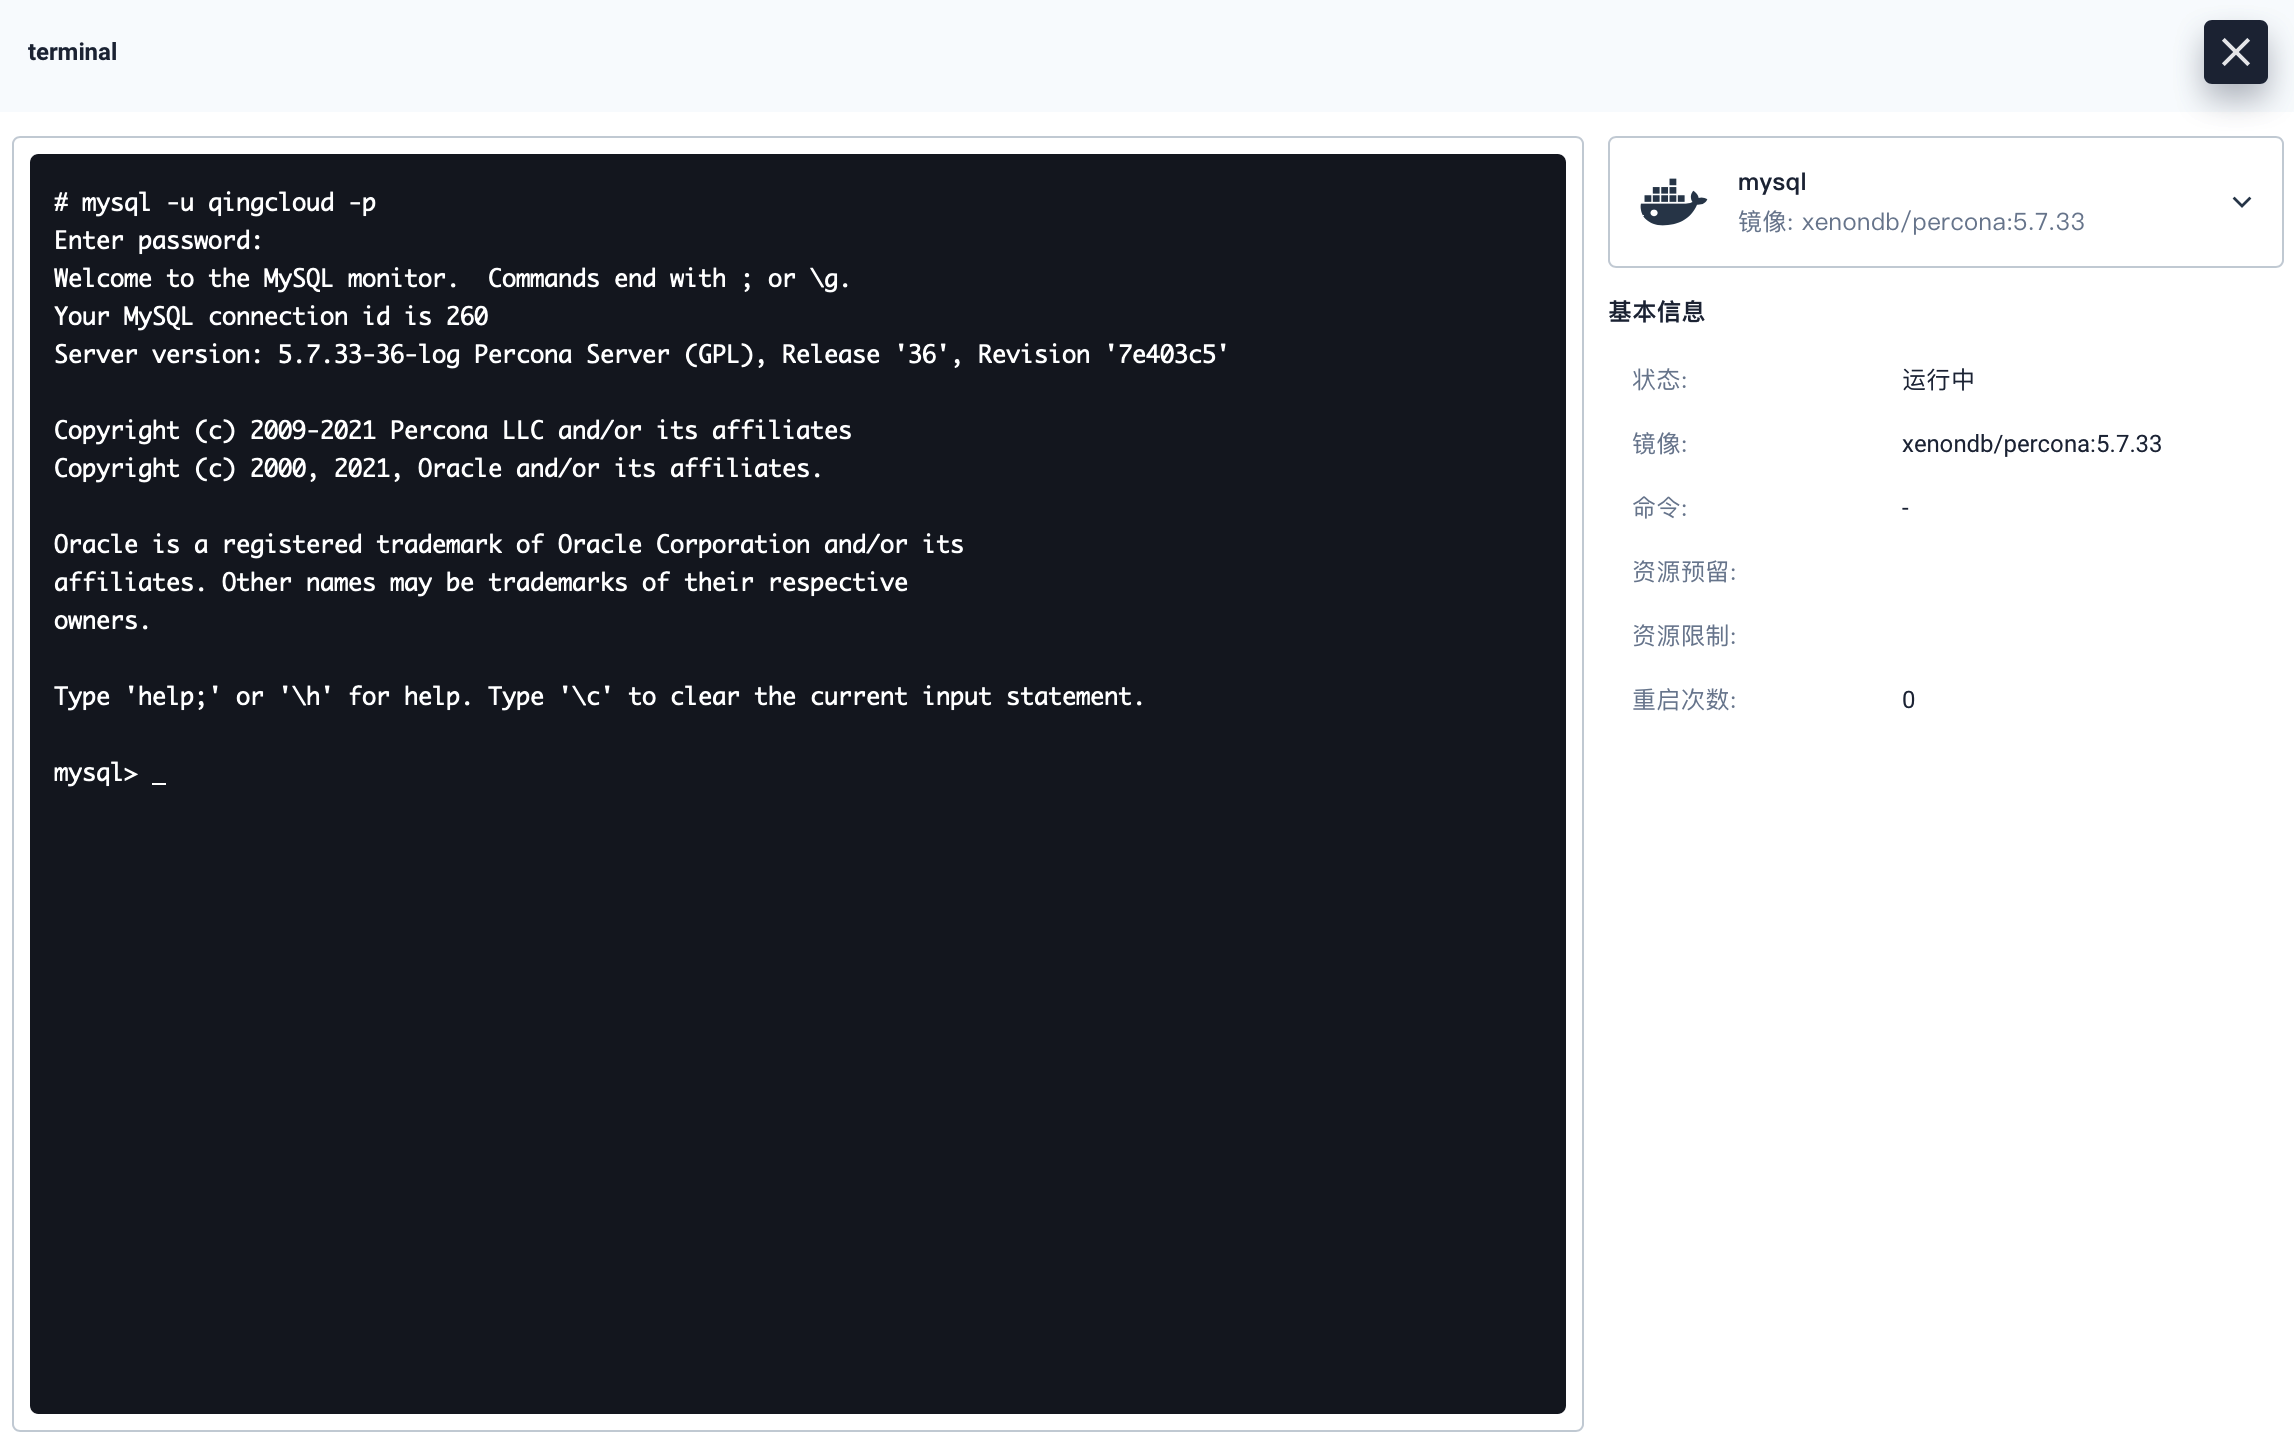 terminal
# mysql -u qingcloud -p
Enter password:
Welcome to the MySQL monitor.  Commands end with ; or \g.
Your MySQL connection id is 260
Server version: 5.7.33-36-log Percona Server (GPL), Release '36', Revision '7e403c5'
Copyright (c) 2009-2021 Percona LLC and/or its affiliates
Copyright (c) 2000, 2021, Oracle and/or its affiliates.
Oracle is a registered trademark of Oracle Corporation and/or its
affiliates. Other names may be trademarks of their respective
owners.
Type 'help;' or '\h' for help. Type '\c' to clear the current input statement.
mysql> _
mysql
镜像: xenondb/percona:5.7.33
基本信息
状态: 运行中
镜像: xenondb/percona:5.7.33
命令: -
资源预留:
资源限制:
重启次数: 0